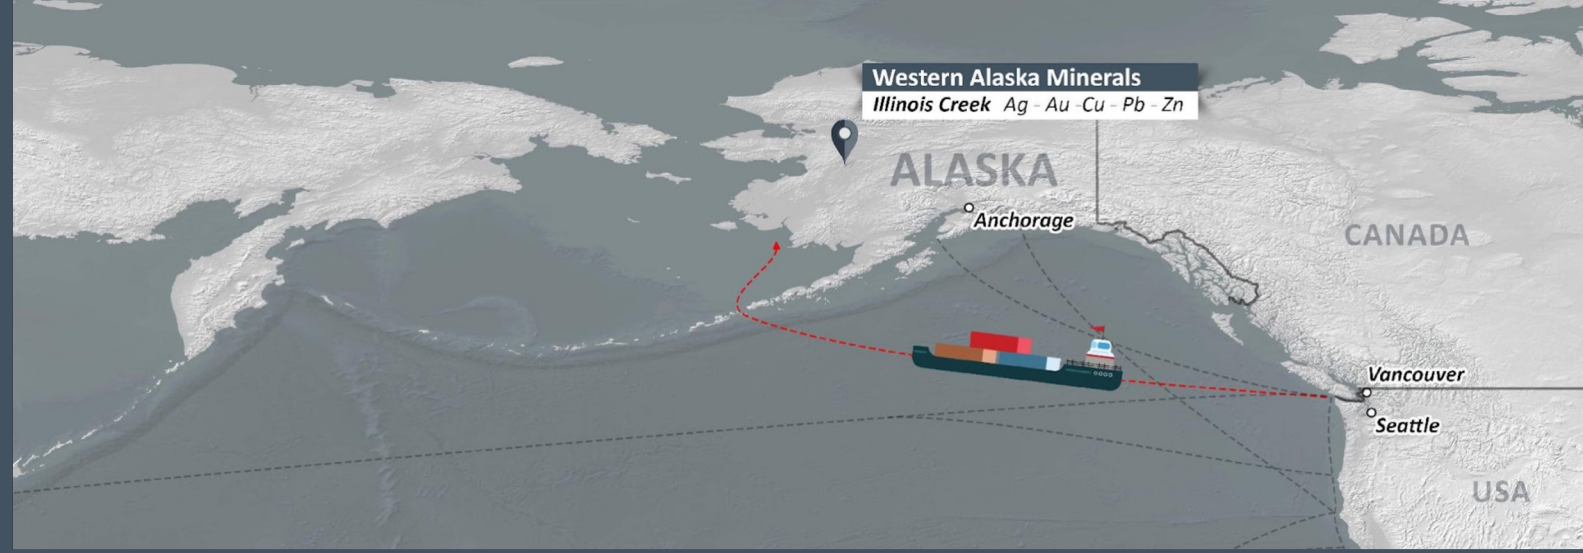 Western Alaska Minerals
Illinois Creek Ag - Au -Cu - Pb - Zn
ALASKA
Anchorage
CANADA
Vancouver
Seattle
USA